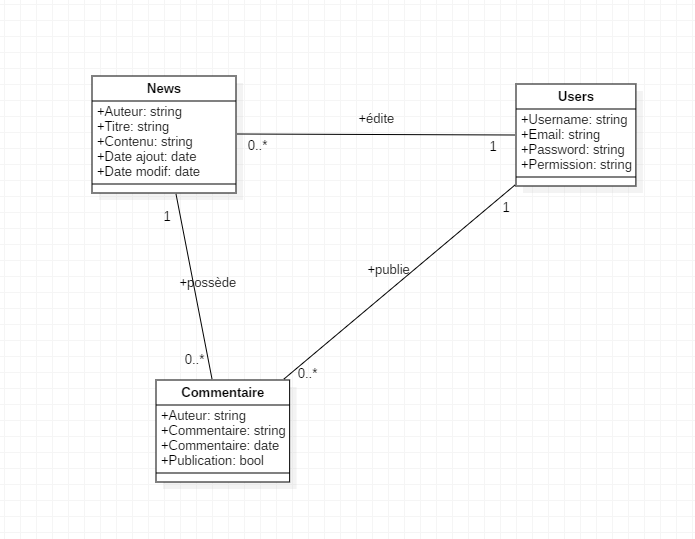 News
+Auteur: string
+Titre: string
+Contenu: string
+Date ajout: date
+Date modif: date
+édite
0..*
1
Users
+Username: string
+Email: string
+Password: string
+Permission: string
1
1
+possède
+publie
0..*
0..*
Commentaire
+Auteur: string
+Commentaire: string
+Commentaire: date
+Publication: bool